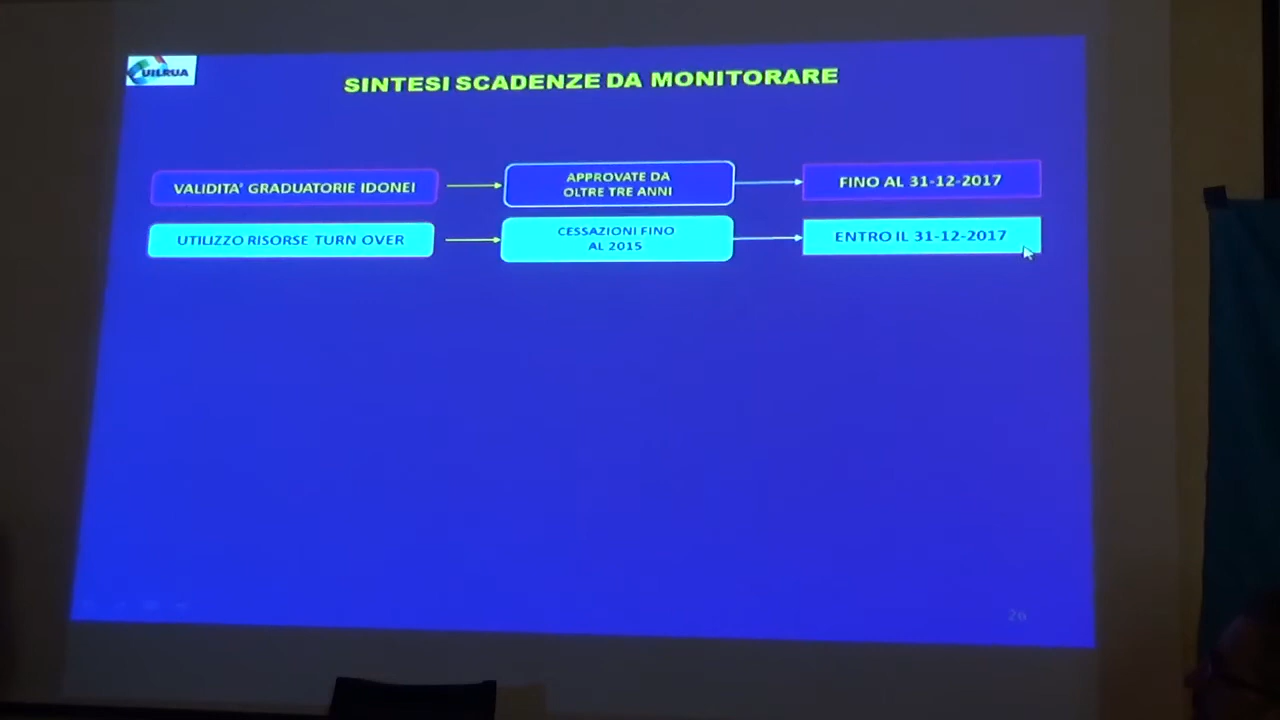 UILRUA
SINTESI SCADENZE DA MONITORARE
VALIDITA' GRADUATORIE IDONEI
APPROVATE DA
OLTRE TRE ANNI
FINO AL 31-12-2017
UTILIZZO RISORSE TURN OVER
CESSAZIONI FINO
AL 2015
ENTRO IL 31-12-2017
26